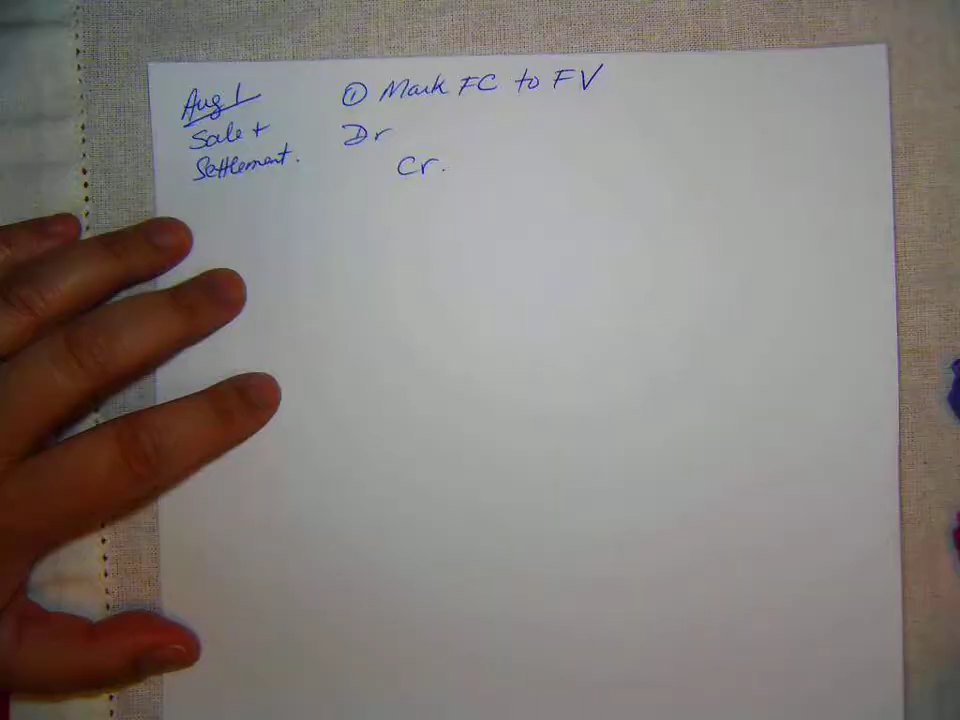 Aug 1
Sale +
Settlement.
① Mark FC to FV
Dr
Cr.